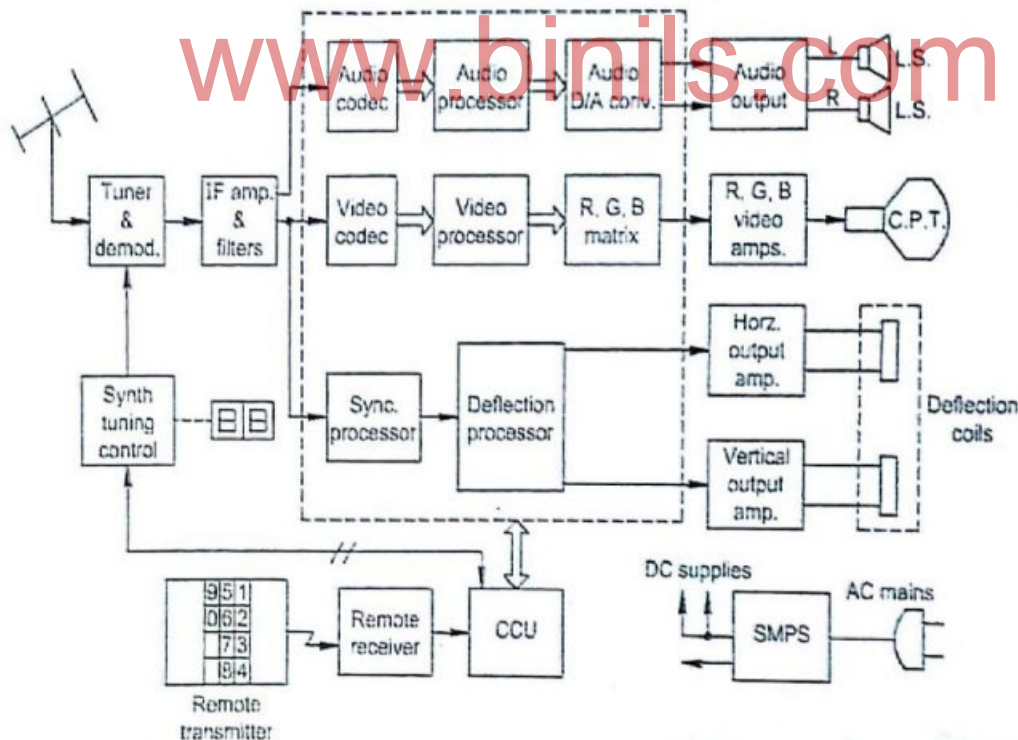 www.binils.com
Audio
codec
Audio
processor
Audio
D/A conv.
Audio
output
L
R
L.S.
L.S.
Tuner
&
demod.
IF amp.
&
filters
Video
codec
Video
processor
R, G, B
matrix
R, G, B
video
amps.
C.P.T.
Synth
tuning
control
88
Sync.
processor
Deflection
processor
Horz.
output
amp.
Vertical
output
amp.
Deflection
coils
9 5 1
0 6 2
7 3
8 4
Remote
transmitter
Remote
receiver
CCU
DC supplies
SMPS
AC mains